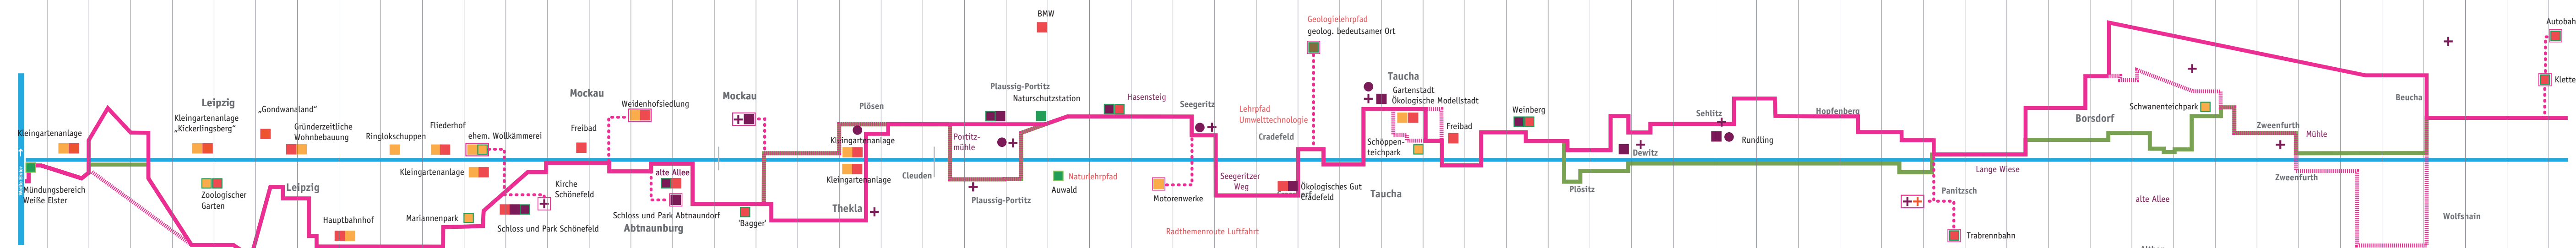 Kleingartenanlage
Mündungsbereich
Weiße Elster
Leipzig
Kleingartenanlage
„Kickerlingsberg“
Zoologischer
Garten
„Gondwanaland“
Gründerzeitliche
Wohnbebauung
Leipzig
Hauptbahnhof
Ringlokschuppen
Fliederhof
ehem. Wollkämmerei
Kleingartenanlage
Mariannenpark
Schloss und Park Schönefeld
Kirche
Schönefeld
Mockau
Freibad
Weidenhofsiedlung
alte Allee
Schloss und Park Abtnaundorf
Abtnaunburg
Mockau
'Bagger'
Plösen
Kleingartenanlage
Kleingartenanlage
Thekla
Cleuden
Portitz-
mühle
Plaussig-Portitz
Naturschutzstation
Plaussig-Portitz
BMW
Auwald
Naturlehrpfad
Hasensteig
Motorenwerke
Radthemenroute Luftfahrt
Seegeritz
Seegeritzer
Weg
Lehrpfad
Umwelttechnologie
Cradefeld
Geologielehrpfad
geolog. bedeutsamer Ort
Ökologisches Gut
Cradefeld
Taucha
Gartenstadt
Ökologische Modellstadt
Schöppen-
teichpark
Freibad
Taucha
Weinberg
Plösitz
Dewitz
Sehlitz
Rundling
Hopfenberg
Panitzsch
Trabrennbahn
Lange Wiese
Borsdorf
alte Allee
Schwanenteichpark
Zweenfurth
Mühle
Zweenfurth
Beucha
Wolfshain
Autobah
Klette